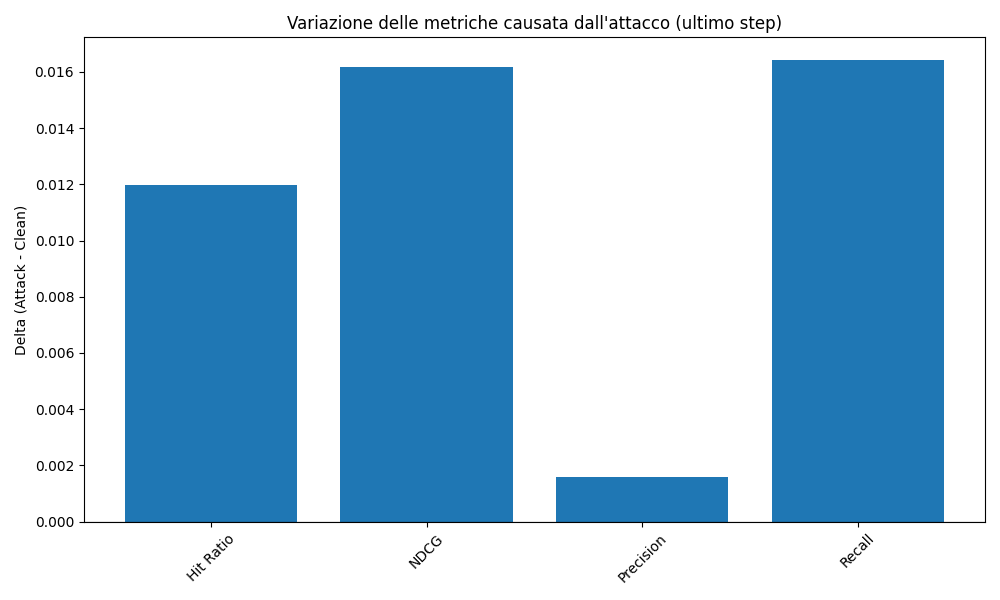 Variazione delle metriche causata dall'attacco (ultimo step)
Delta (Attack - Clean)
0.016
0.014
0.012
0.010
0.008
0.006
0.004
0.002
0.000
Hit Ratio
NDCG
Precision
Recall